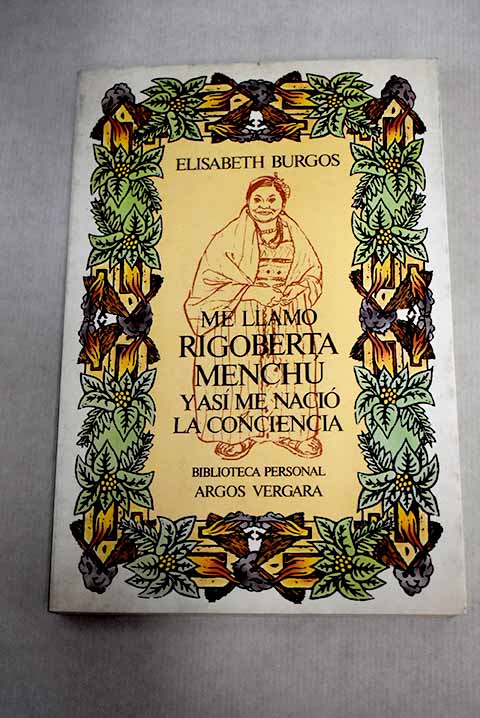 ELISABETH BURGOS
ME LLAMO
RIGOBERTA
MENCHU
Y ASÍ ME NACIÓ
LA CONCIENCIA
BIBLIOTECA PERSONAL
ARGOS VERGARA